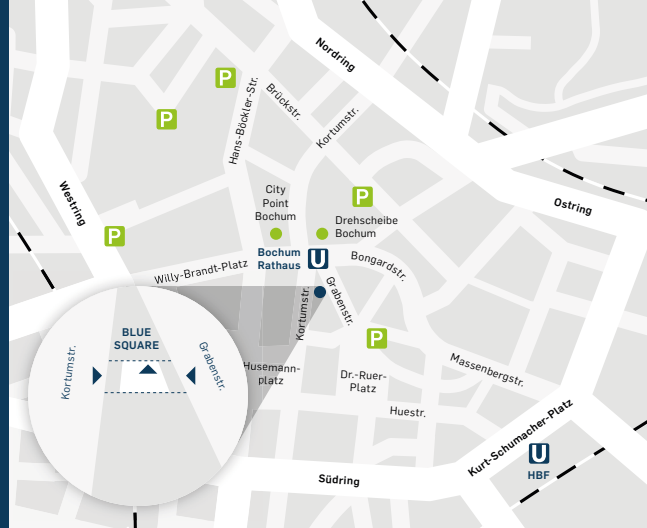 Nordring
P
Brückstr.
Hans-Böckler-Str.
Kortumstr.
P
Westring
City
Point
Bochum
P
Drehscheibe
Bochum
Ostring
P
Bochum
Rathaus
U
Bongardstr.
Willy-Brandt-Platz
Kortumstr.
Grabenstr.
BLUE
SQUARE
Kortumstr.
Grabenstr.
P
Husemann-
platz
Dr.-Ruer-
Platz
Massenbergstr.
Huestr.
Kurt-Schumacher-Platz
U
HBF
Südring